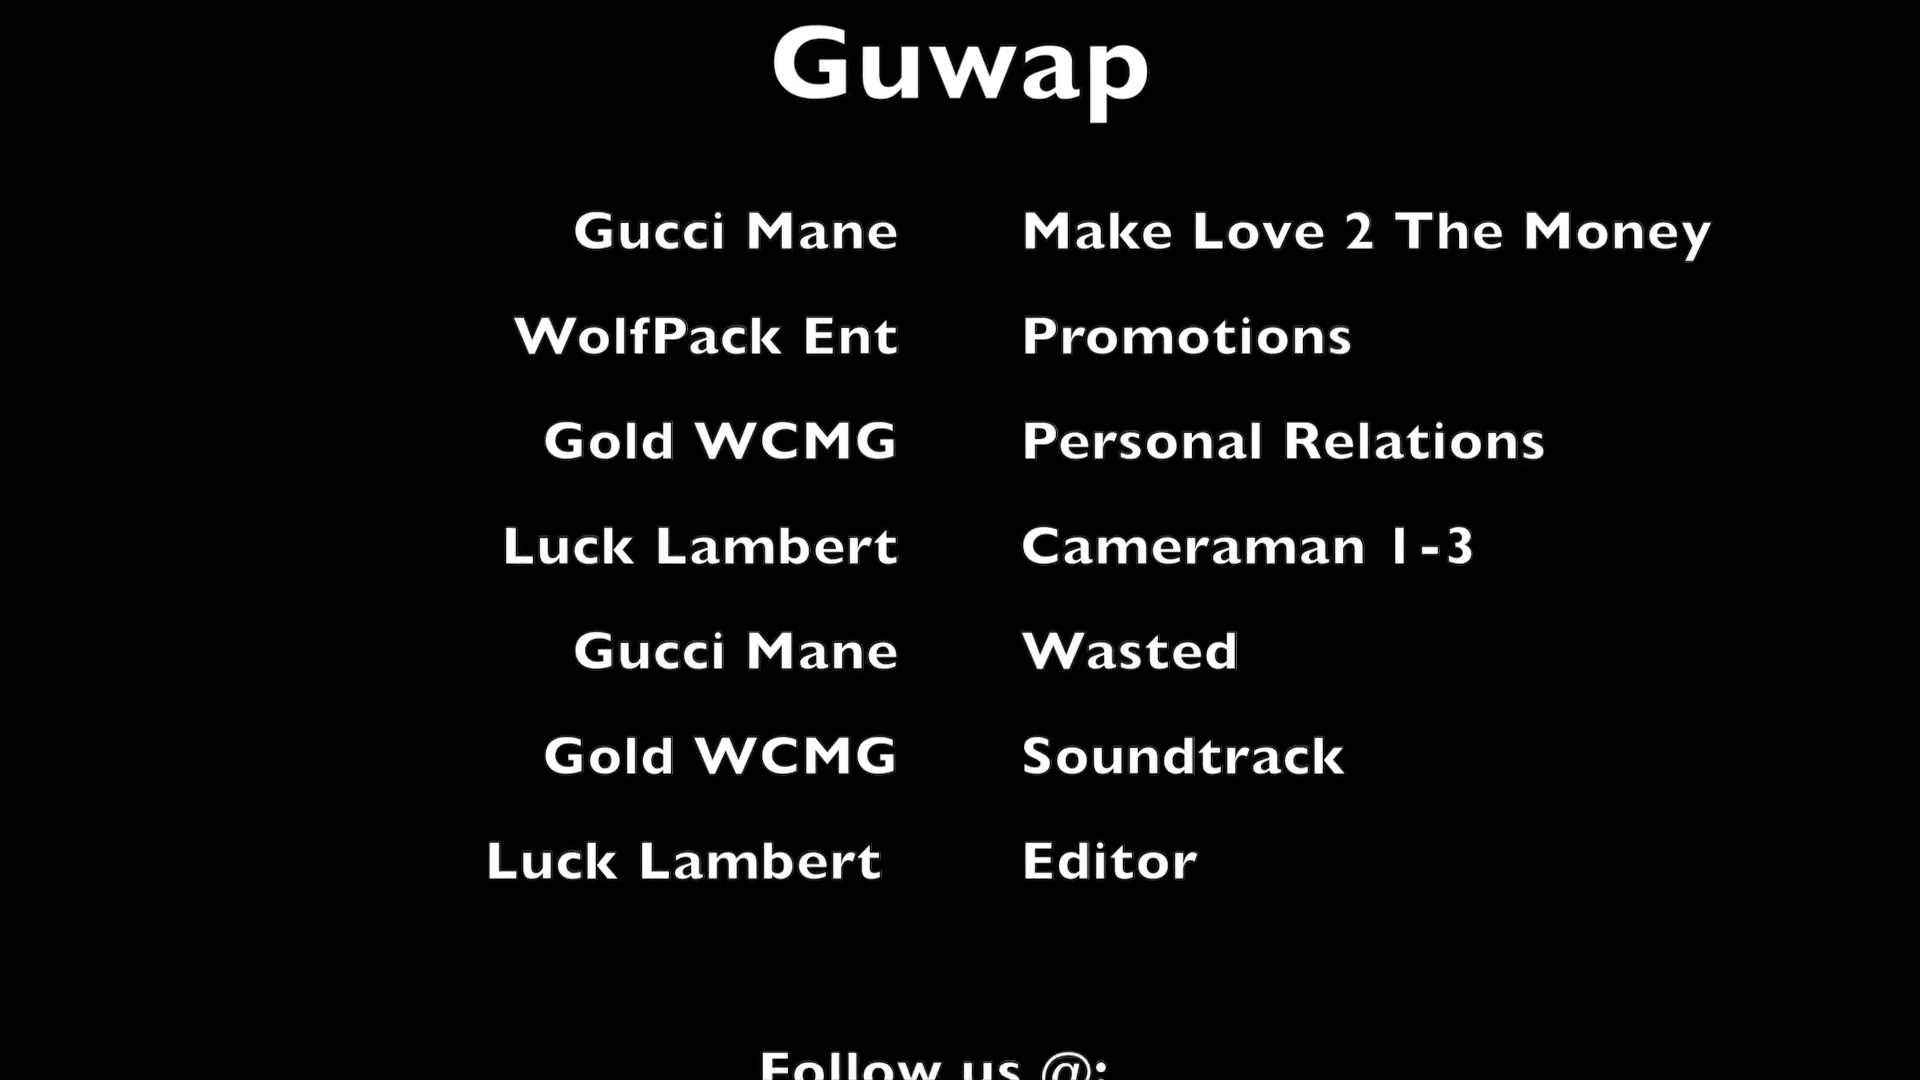 Guwap
Gucci Mane Make Love 2 The Money
WolfPack Ent Promotions
Gold WCMG Personal Relations
Luck Lambert Cameraman 1-3
Gucci Mane Wasted
Gold WCMG Soundtrack
Luck Lambert Editor
Follow us @: